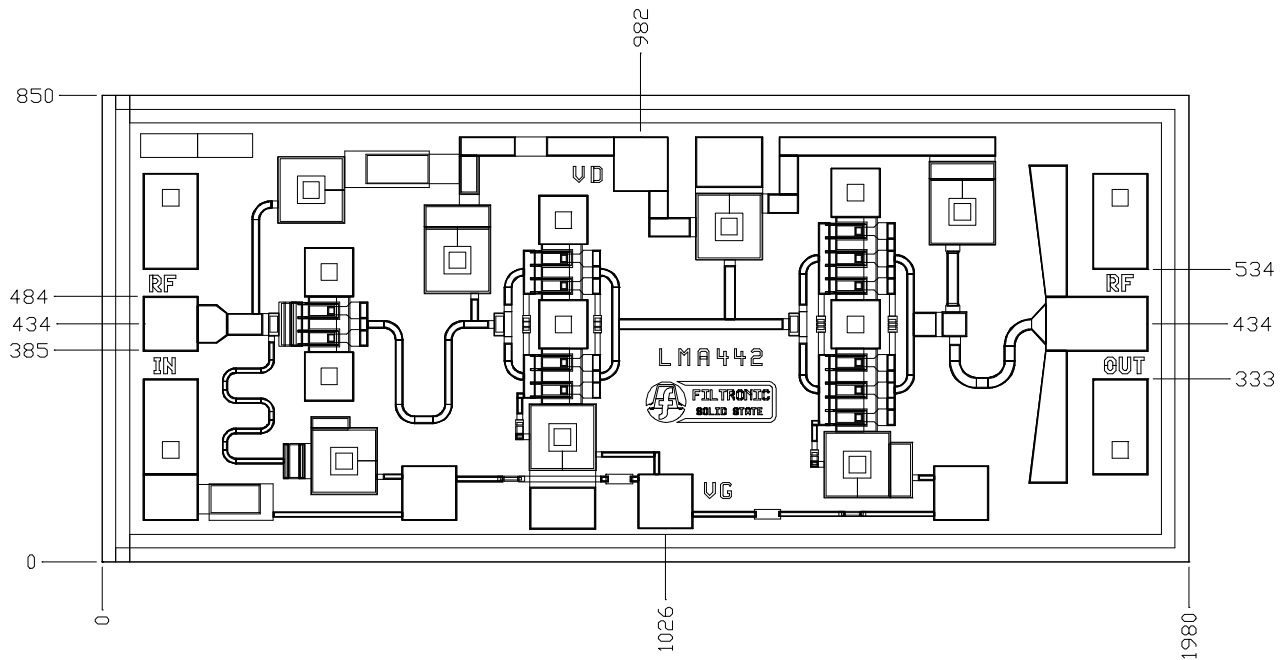 982
850
VD
RF
534
484
RF
434
434
385
LMA442
IN
OUT
333
FILTRONIC
SOLID STATE
VG
0
0
1026
1980